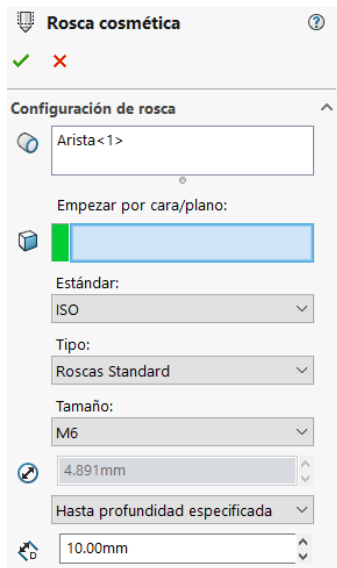 Rosca cosmética
Configuración de rosca
Arista<1>
Empezar por cara/plano:
Estándar:
ISO
Tipo:
Roscas Standard
Tamaño:
M6
4.891mm
Hasta profundidad especificada
10.00mm